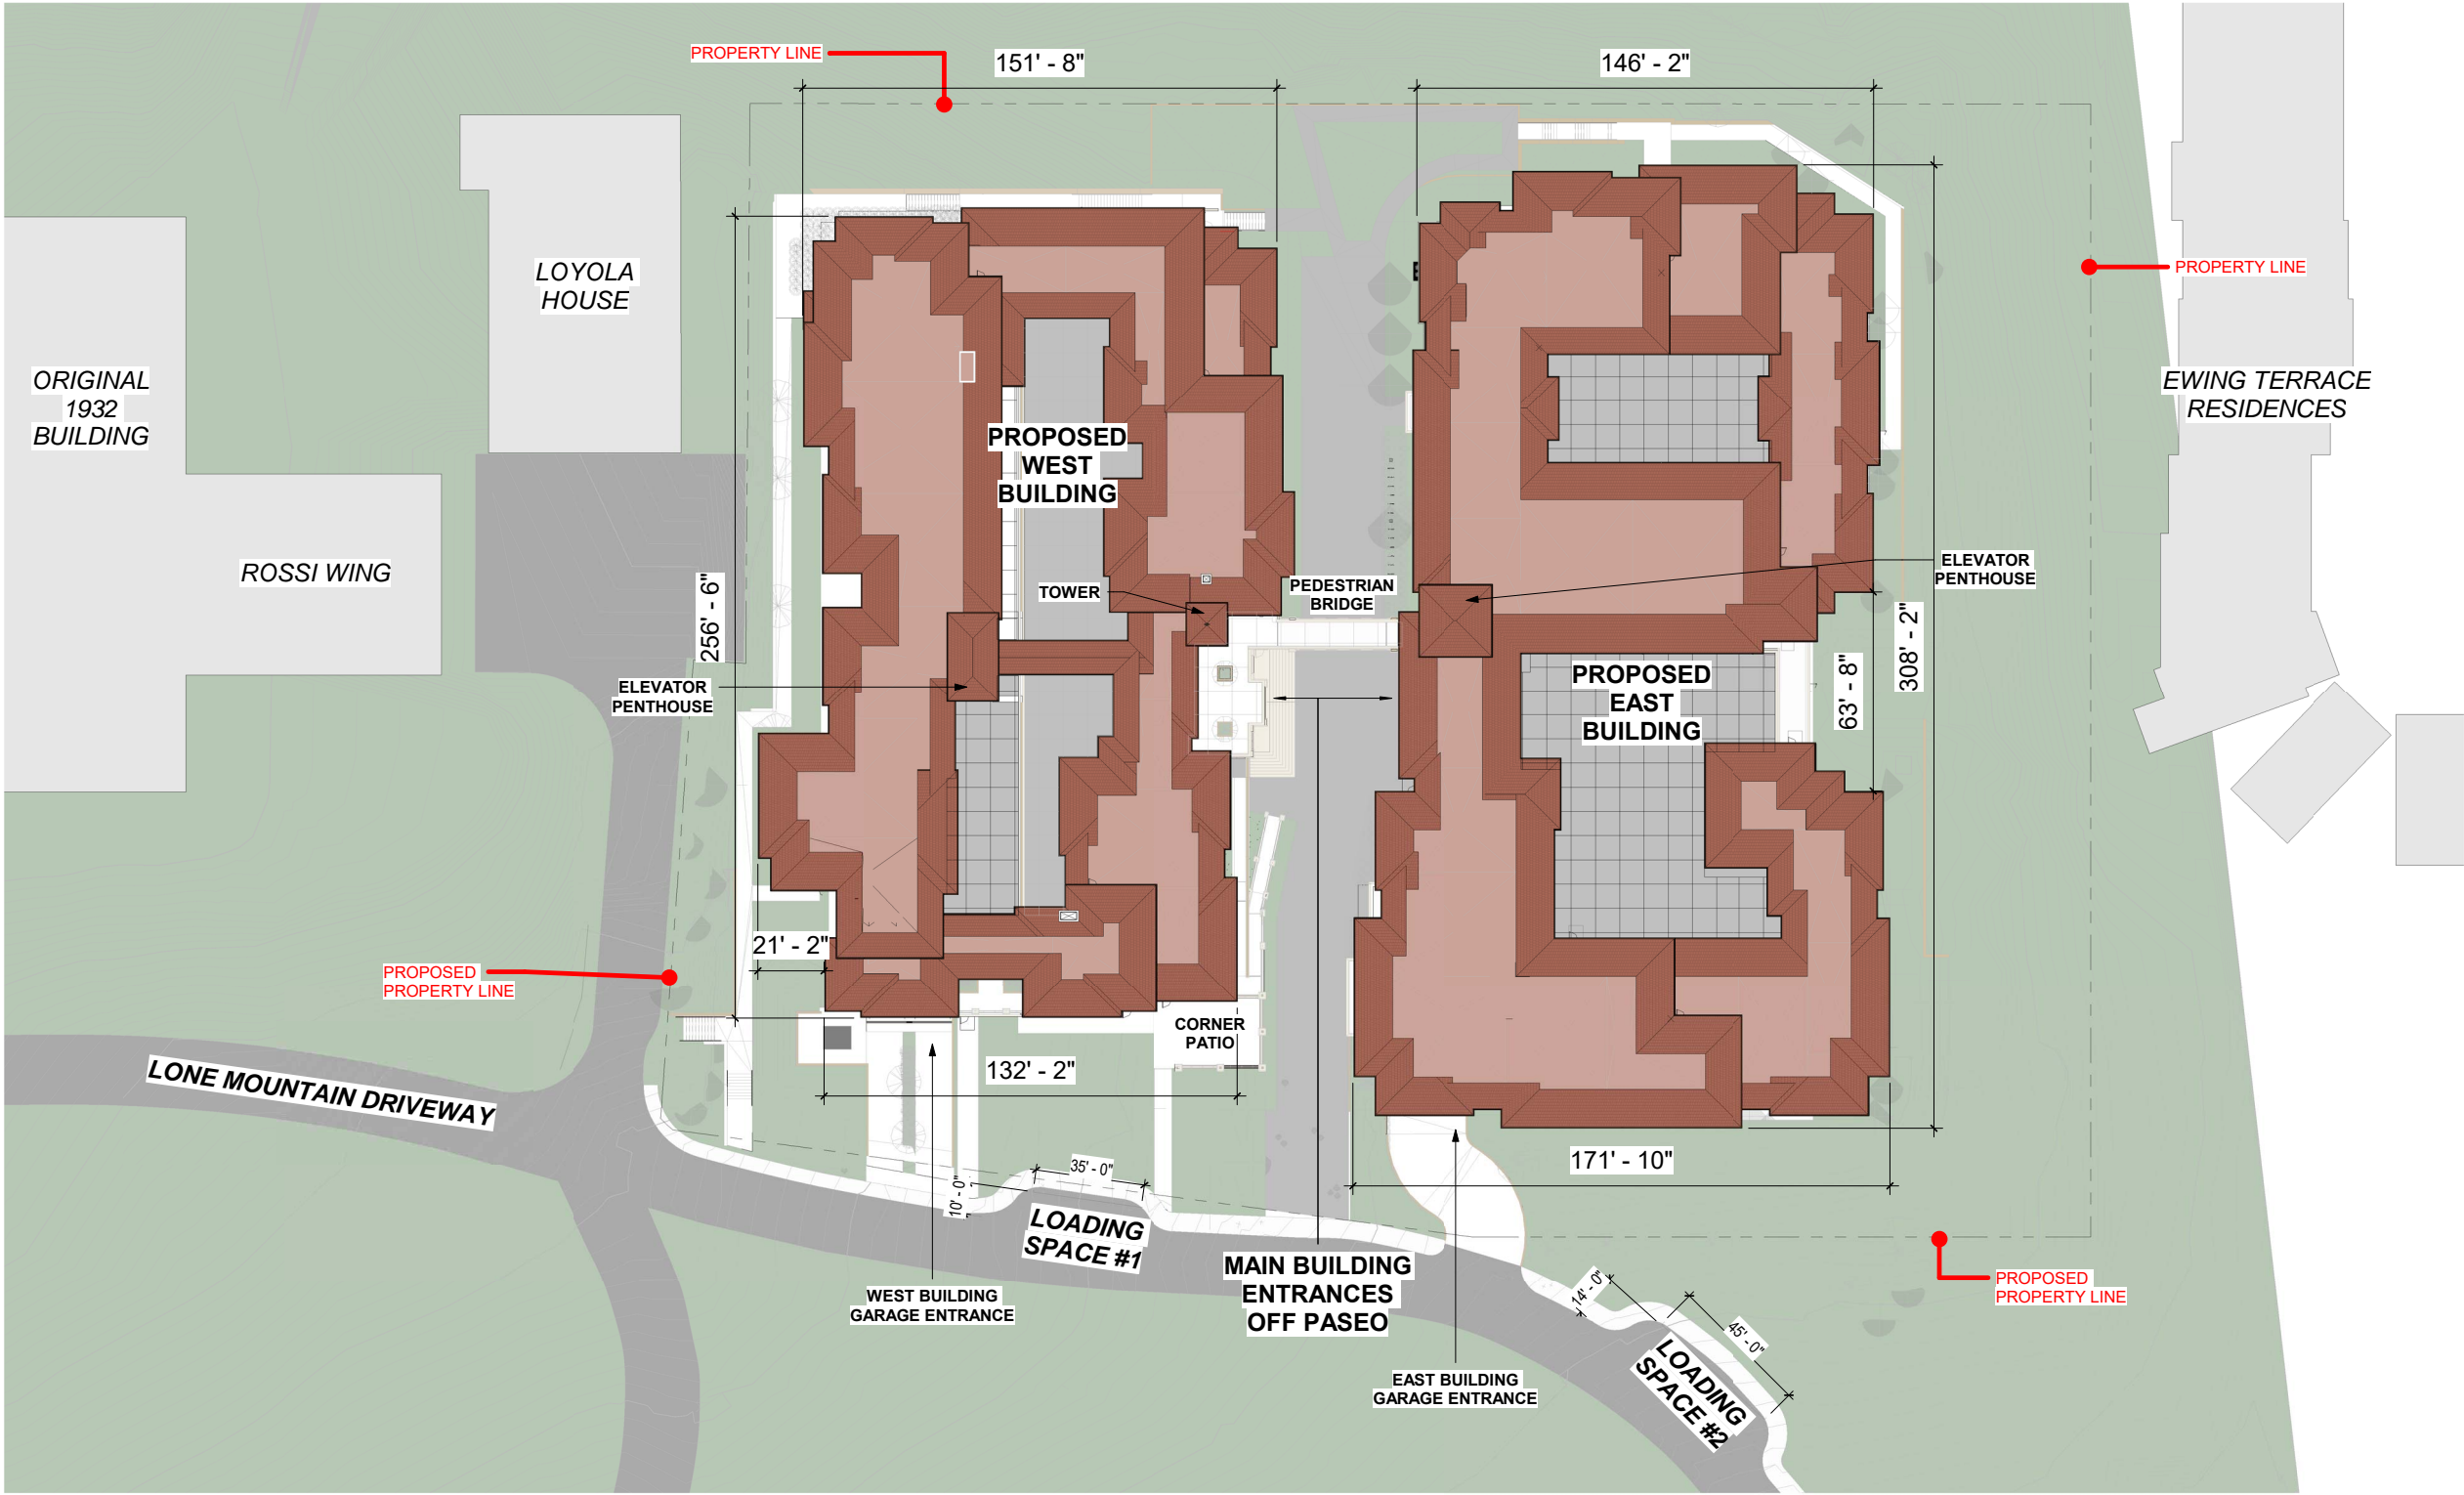 PROPERTY LINE
151' - 8"
146' - 2"
LOYOLA
HOUSE
PROPERTY LINE
ORIGINAL
1932
BUILDING
EWING TERRACE
RESIDENCES
PROPOSED
WEST
BUILDING
ROSSI WING
TOWER
PEDESTRIAN
BRIDGE
ELEVATOR
PENTHOUSE
256' - 6"
308' - 2"
63' - 8"
ELEVATOR
PENTHOUSE
PROPOSED
EAST
BUILDING
21' - 2"
PROPOSED
PROPERTY LINE
CORNER
PATIO
132' - 2"
LONE MOUNTAIN DRIVEWAY
171' - 10"
35' - 0"
10' - 0"
LOADING
SPACE #1
MAIN BUILDING
ENTRANCES
OFF PASEO
WEST BUILDING
GARAGE ENTRANCE
PROPOSED
PROPERTY LINE
14' - 0"
45' - 0"
LOADING
SPACE #2
EAST BUILDING
GARAGE ENTRANCE